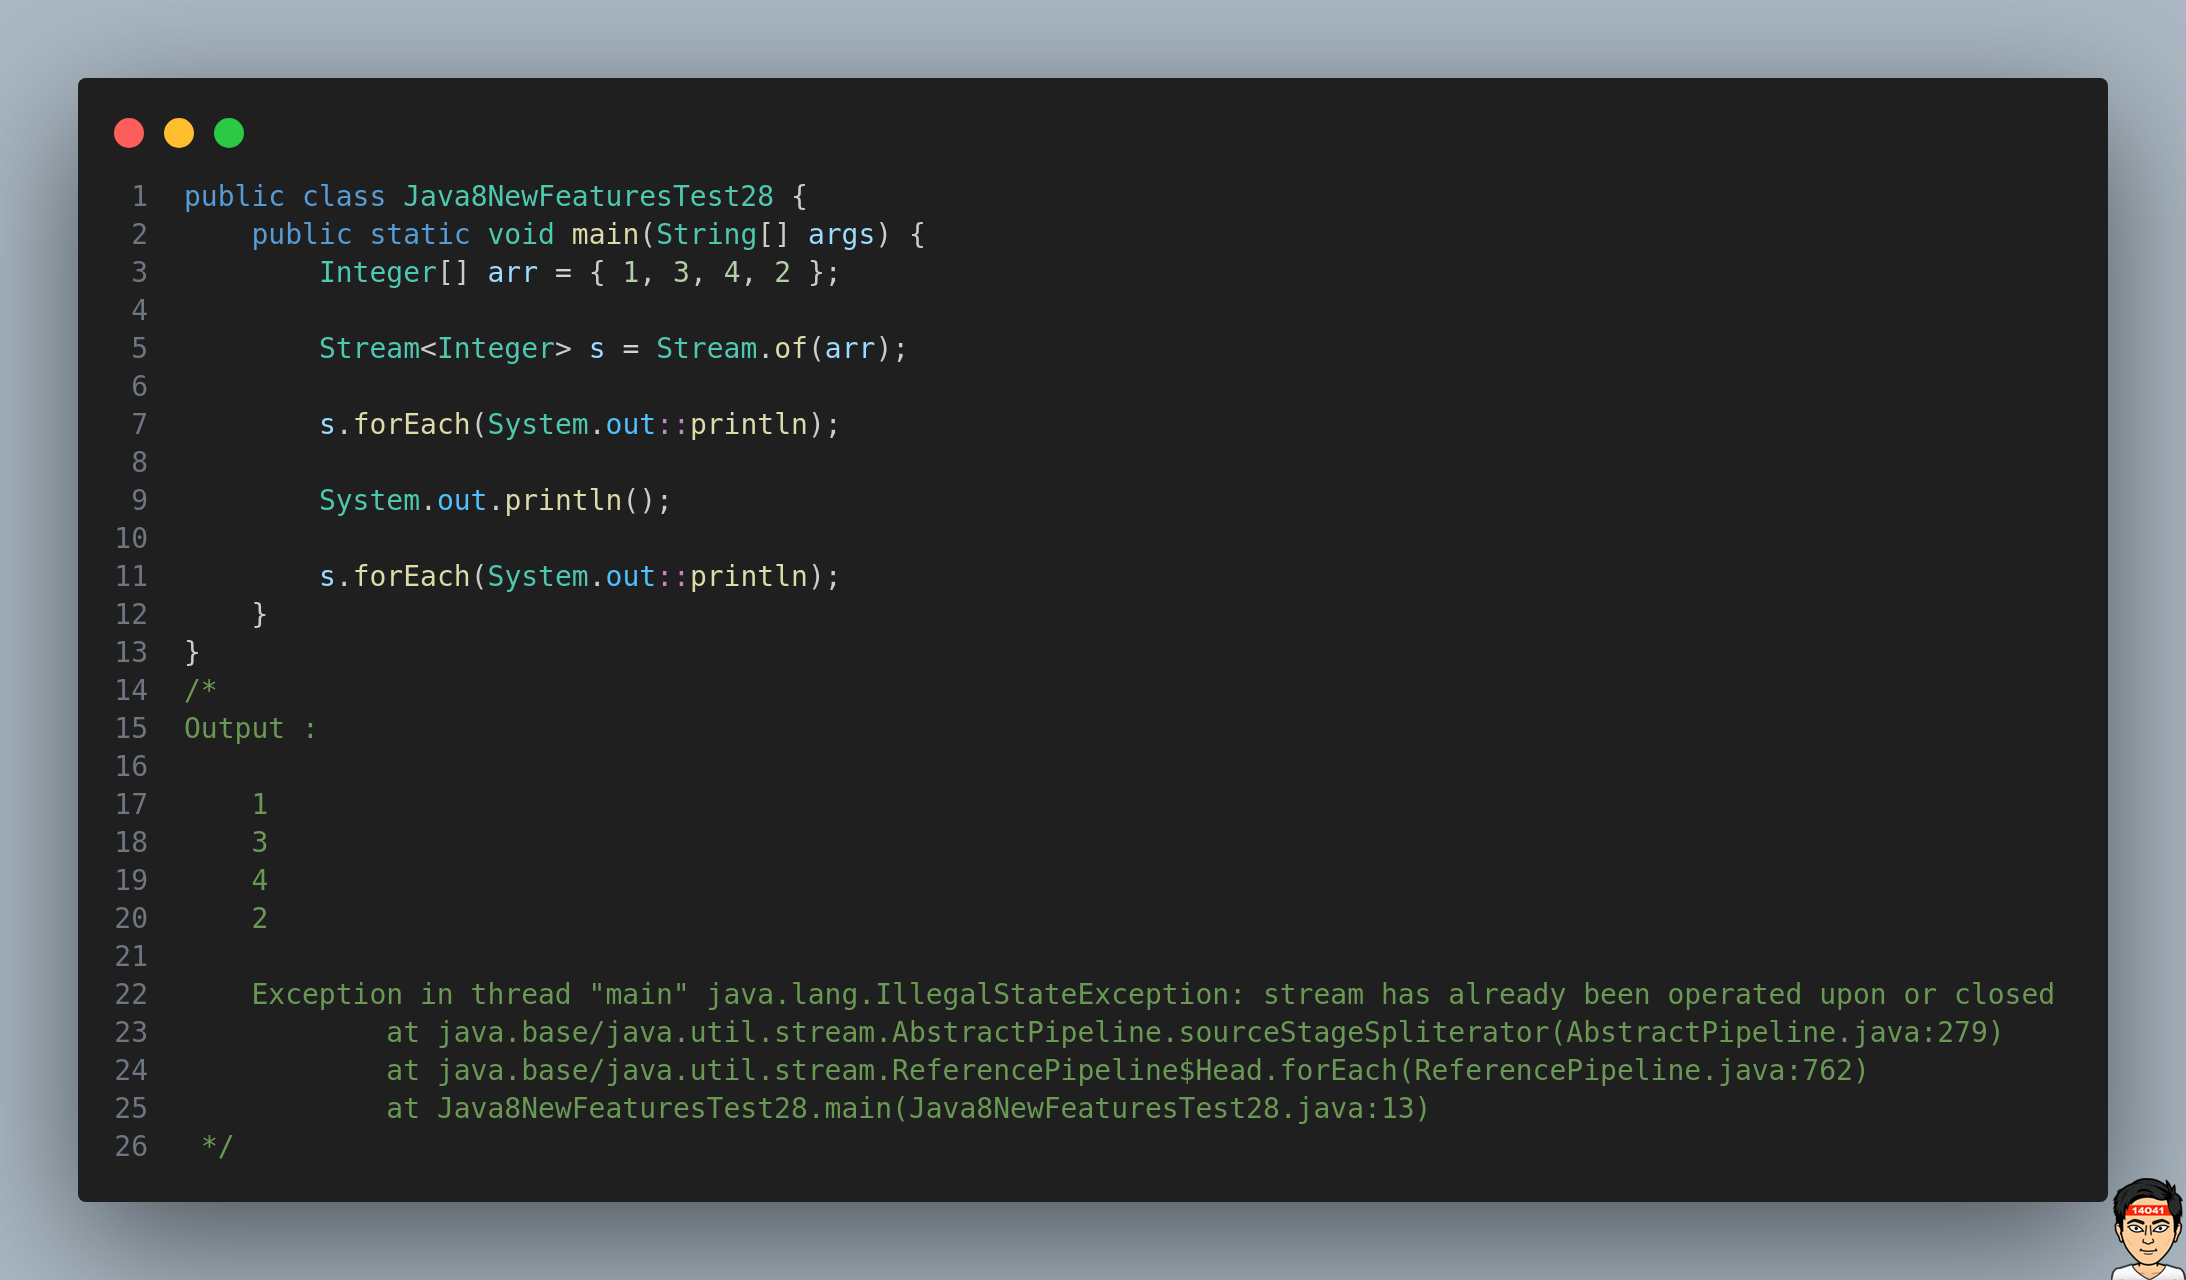 1 public class Java8NewFeaturesTest28 {
2     public static void main(String[] args) {
3         Integer[] arr = { 1, 3, 4, 2 };
4
5         Stream<Integer> s = Stream.of(arr);
6
7         s.forEach(System.out::println);
8
9         System.out.println();
10
11         s.forEach(System.out::println);
12     }
13 }
14 /*
15 Output :
16
17     1
18     3
19     4
20     2
21
22     Exception in thread "main" java.lang.IllegalStateException: stream has already been operated upon or closed
23             at java.base/java.util.stream.AbstractPipeline.sourceStageSpliterator(AbstractPipeline.java:279)
24             at java.base/java.util.stream.ReferencePipeline$Head.forEach(ReferencePipeline.java:762)
25             at Java8NewFeaturesTest28.main(Java8NewFeaturesTest28.java:13)
26  */
14041